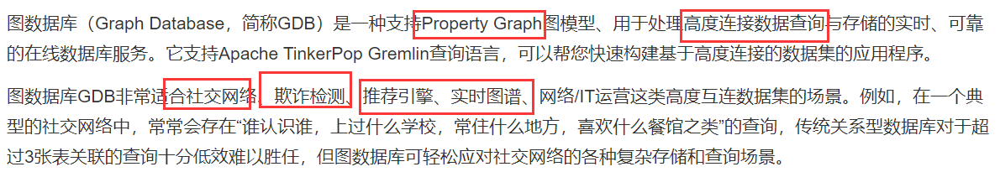 图数据库（Graph Database，简称GDB）是一种支持Property Graph图模型、用于处理高度连接数据查询与存储的实时、可靠
的在线数据库服务。它支持Apache TinkerPop Gremlin查询语言，可以帮您快速构建基于高度连接的数据集的应用程序。
图数据库GDB非常适合社交网络、欺诈检测、推荐引擎、实时图谱、网络/IT运营这类高度互连数据集的场景。例如，在一个典
型的社交网络中，常常会存在“谁认识谁，上过什么学校，常住什么地方，喜欢什么餐馆之类”的查询，传统关系型数据库对于超
过3张表关联的查询十分低效难以胜任，但图数据库可轻松应对社交网络的各种复杂存储和查询场景。